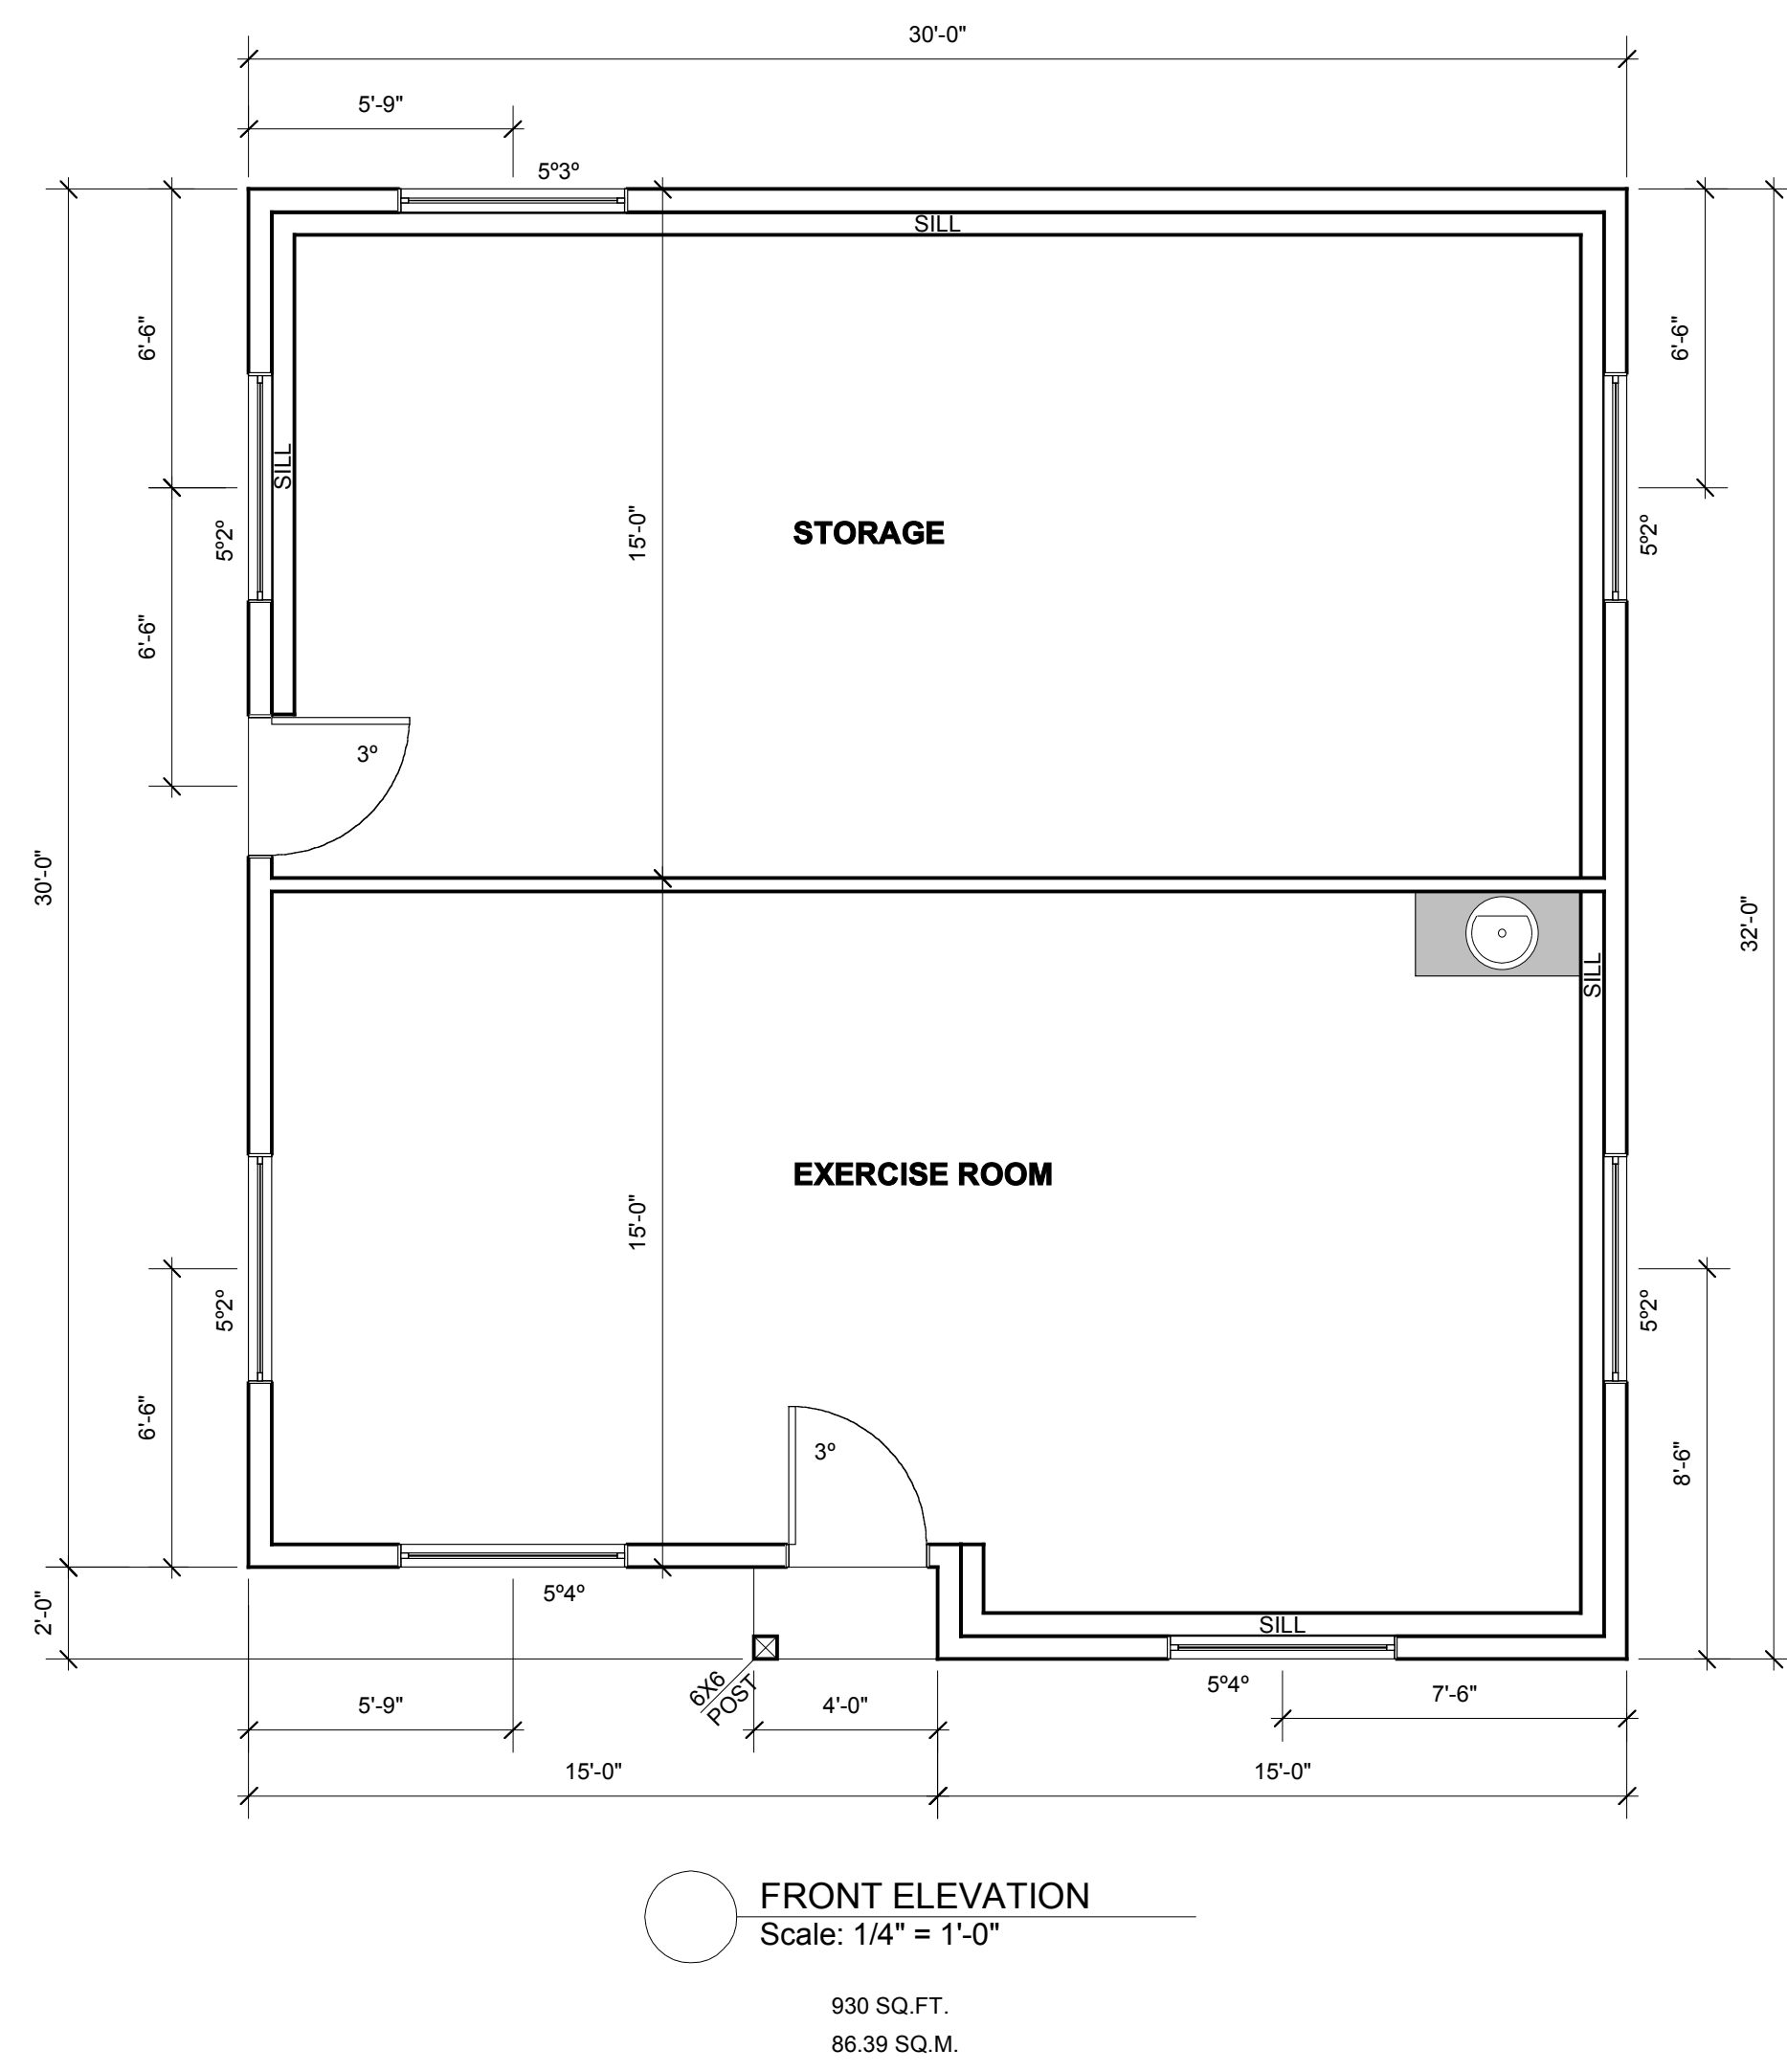 30'-0"
5'-9"
5º3º
SILL
6'-6"
6'-6"
SILL
15'-0"
STORAGE
5º2º
5º2º
6'-6"
3º
30'-0"
32'-0"
SILL
EXERCISE ROOM
15'-0"
5º2º
5º2º
6'-6"
3º
8'-6"
2'-0"
5º4º
SILL
6X6
POST
5º4º
7'-6"
5'-9"
4'-0"
15'-0"
15'-0"
FRONT ELEVATION
Scale: 1/4" = 1'-0"
930 SQ.FT.
86.39 SQ.M.